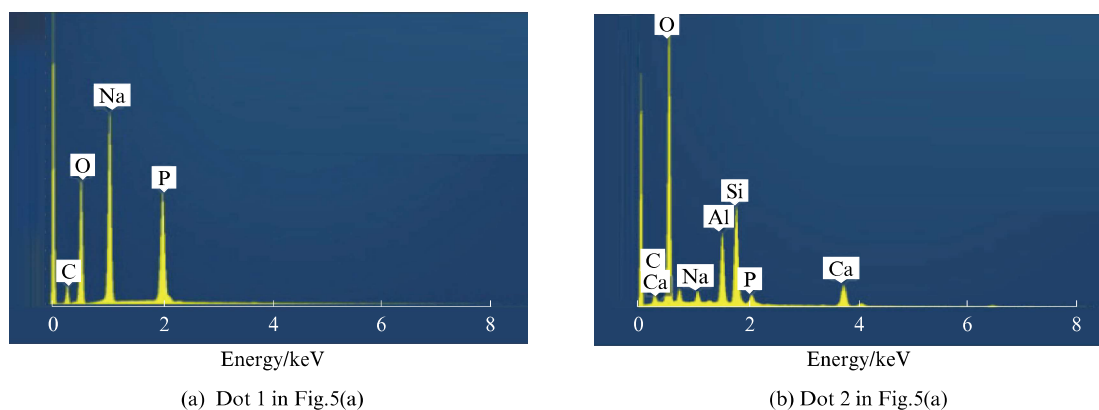 Na
O
P
C
0 2 4 6 8
Energy/keV
(a) Dot 1 in Fig.5(a)
O
Si
Al
C
Ca
Na
P
Ca
0 2 4 6 8
Energy/keV
(b) Dot 2 in Fig.5(a)